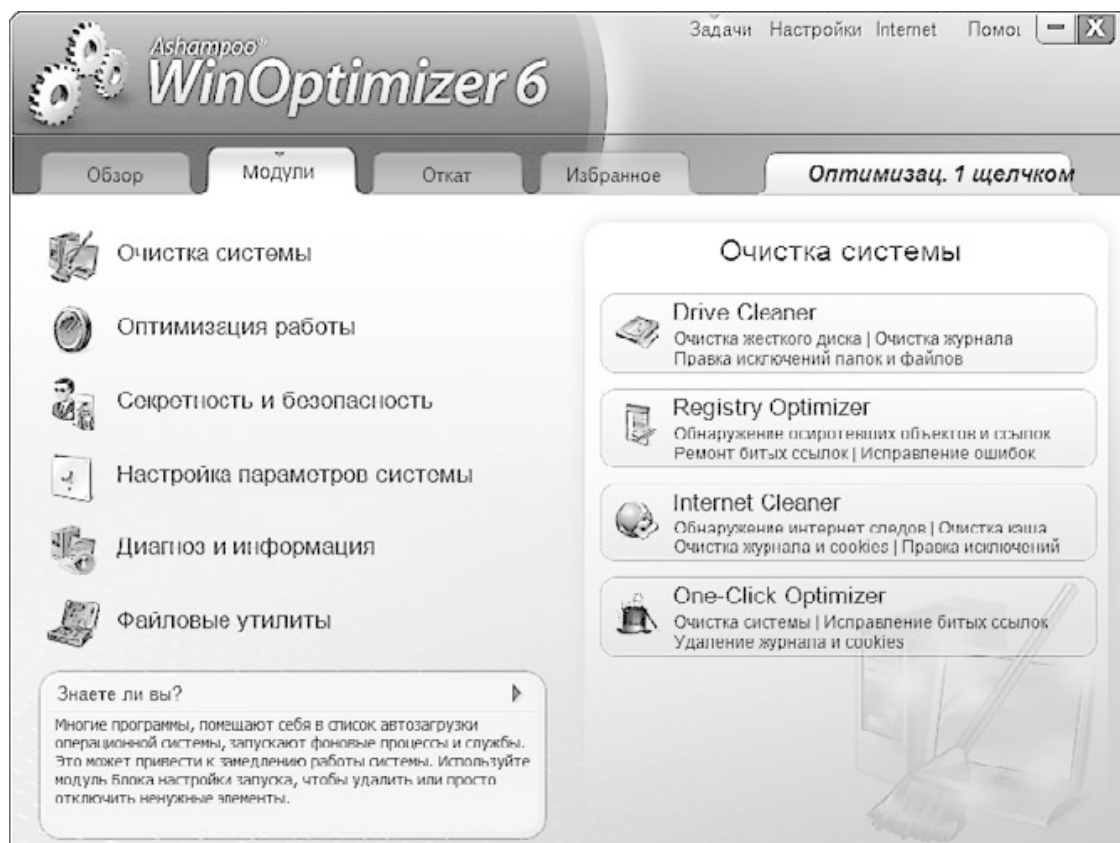 Задачи Настройки Internet Помощ
Ashampoo®
WinOptimizer 6
Обзор Модули Откат Избранное Оптимизац. 1 щелчком
Очистка системы
Оптимизация работы
Секретность и безопасность
Настройка параметров системы
Диагноз и информация
Файловые утилиты
Знаете ли вы?
Многие программы, помещают себя в список автозагрузки
операционной системы, запускают фоновые процессы и службы.
Это может привести к замедлению работы системы. Используйте
модуль Блока настройки запуска, чтобы удалить или просто
отключить ненужные элементы.
Очистка системы
Drive Cleaner
Очистка жесткого диска | Очистка журнала
Правка исключений папок и файлов
Registry Optimizer
Обнаружение осиротевших объектов и ссылок
Ремонт битых ссылок | Исправление ошибок
Internet Cleaner
Обнаружение интернет следов | Очистка кэша
Очистка журнала и cookies | Правка исключений
One-Click Optimizer
Очистка системы | Исправление битых ссылок
Удаление журнала и cookies